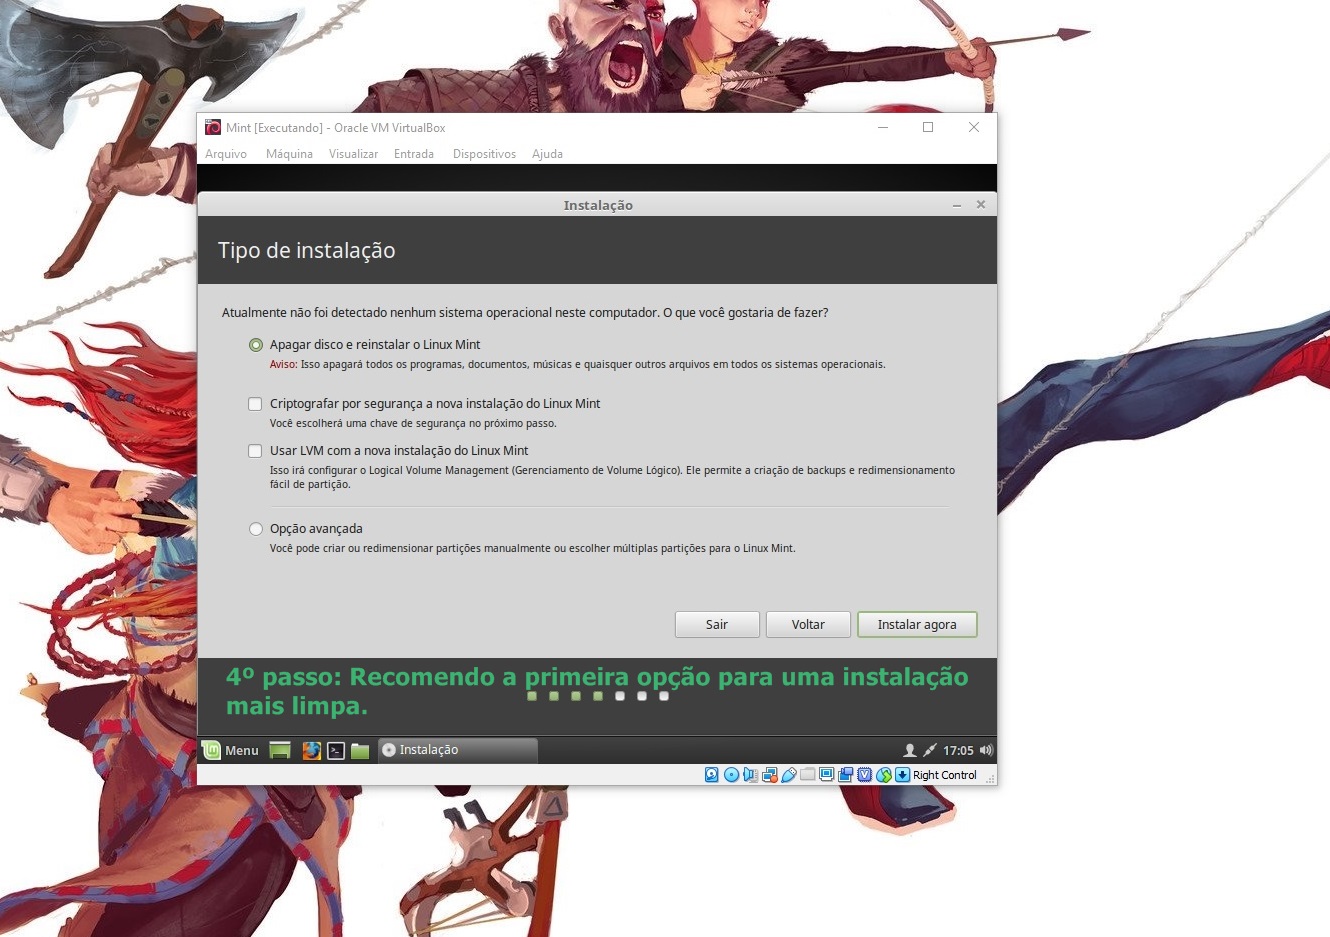 Mint [Executando] - Oracle VM VirtualBox
Arquivo Máquina Visualizar Entrada Dispositivos Ajuda
Instalação
Tipo de instalação
Atualmente não foi detectado nenhum sistema operacional neste computador. O que você gostaria de fazer?
Apagar disco e reinstalar o Linux Mint
Aviso: Isso apagará todos os programas, documentos, músicas e quaisquer outros arquivos em todos os sistemas operacionais.
Criptografar por segurança a nova instalação do Linux Mint
Você escolherá uma chave de segurança no próximo passo.
Usar LVM com a nova instalação do Linux Mint
Isso irá configurar o Logical Volume Management (Gerenciamento de Volume Lógico). Ele permite a criação de backups e redimensionamento
fácil de partição.
Opção avançada
Você pode criar ou redimensionar partições manualmente ou escolher múltiplas partições para o Linux Mint.
Sair Voltar Instalar agora
4º passo: Recomendo a primeira opção para uma instalação
mais limpa.
Menu Instalação 17:05
Right Control